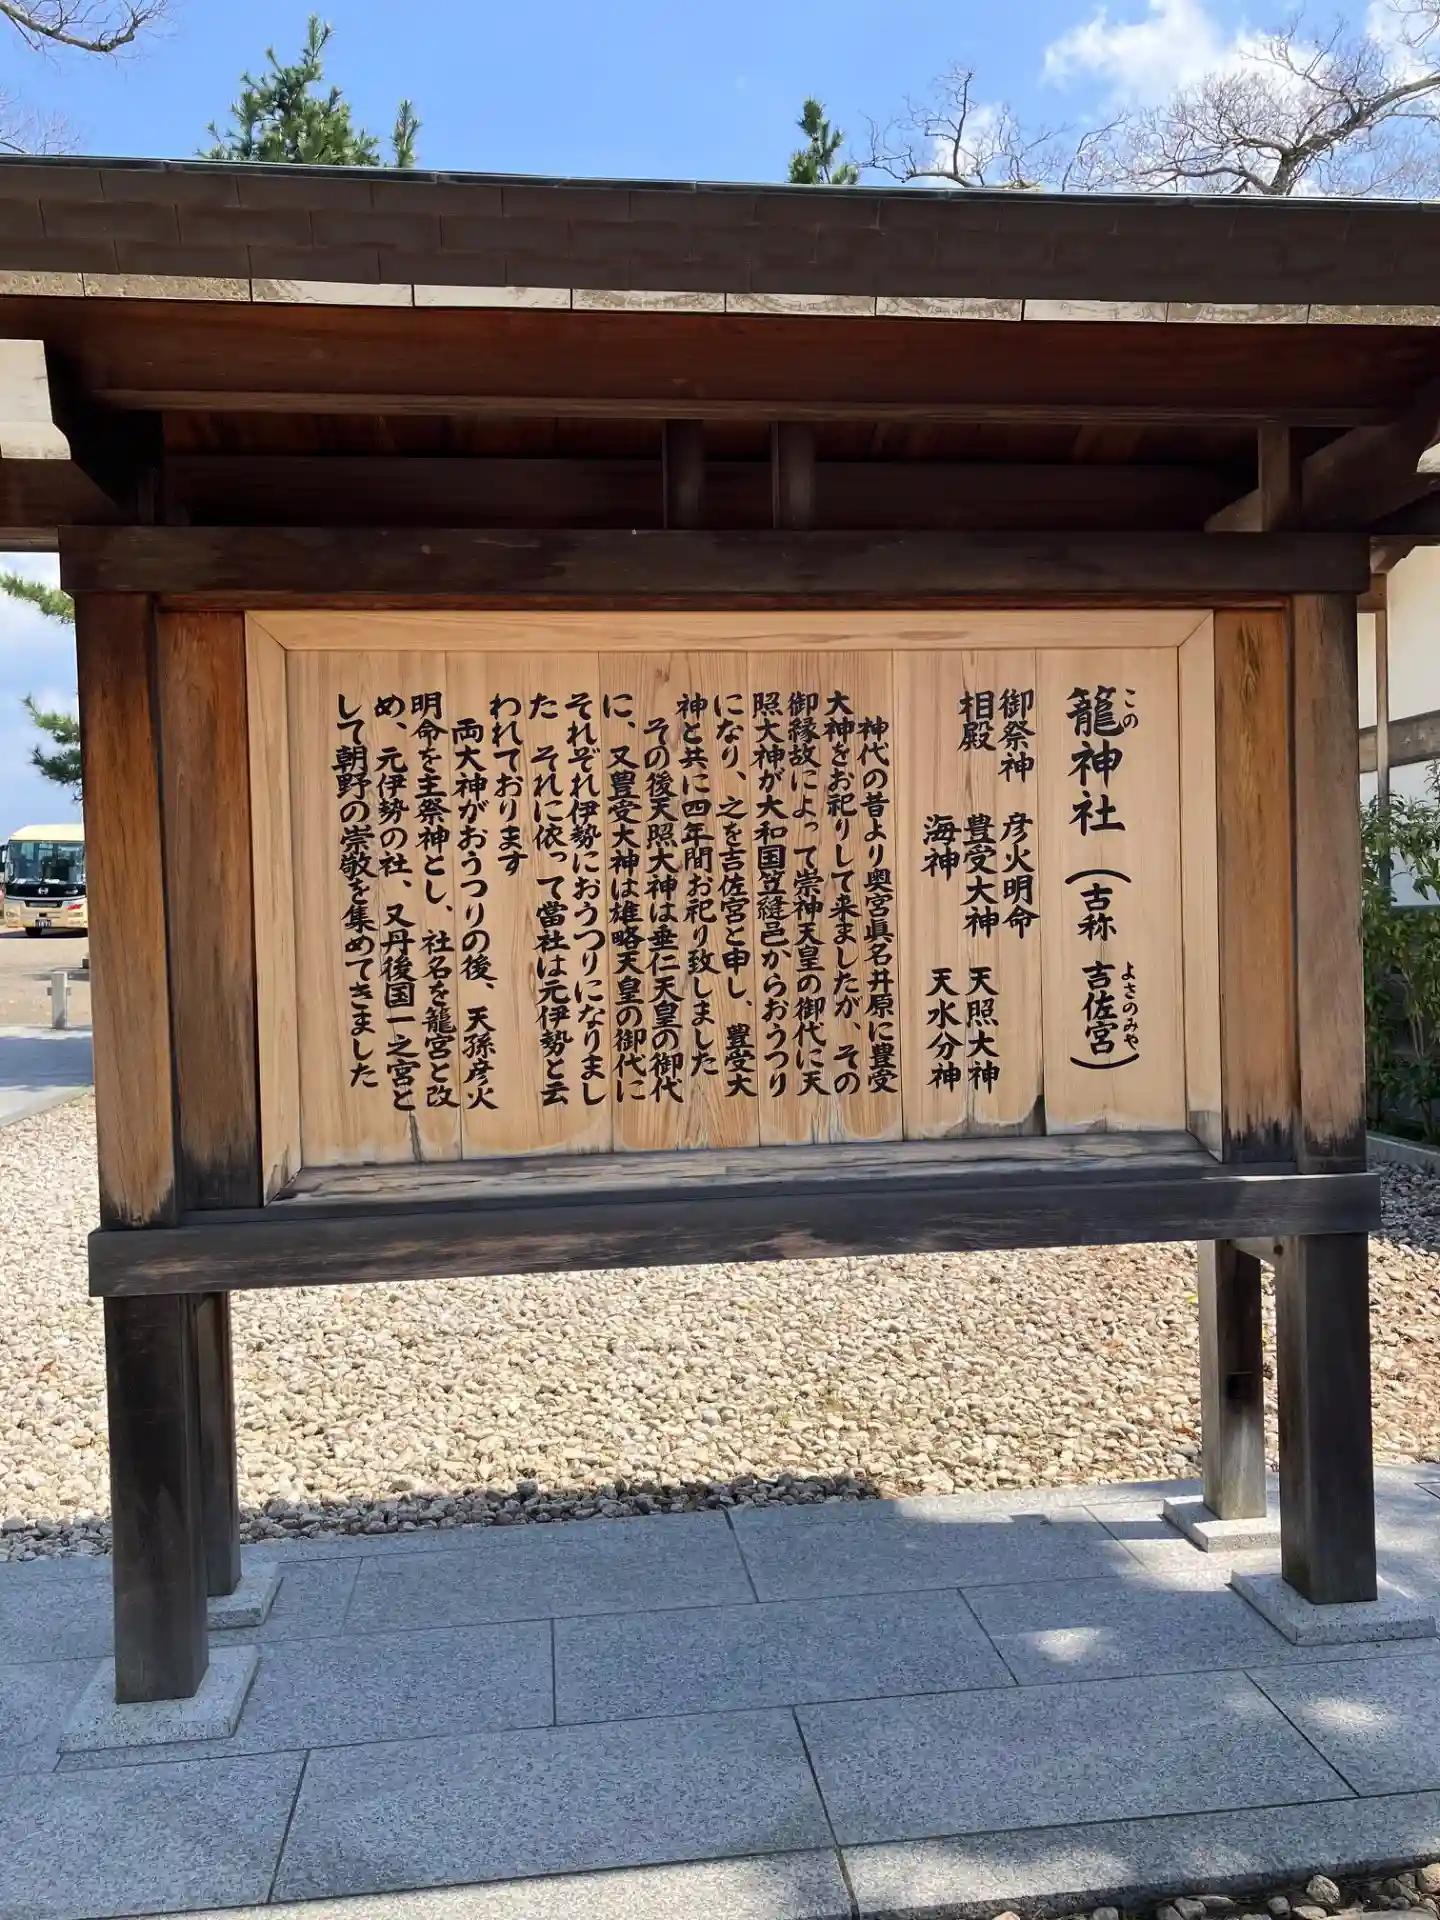 籠神社(古称 吉佐宮)
この
よさのみや
御祭神 彦火明命
相殿 豊受大神 天照大神
海神 天水分神
神代の昔より奥宮眞名井原に豊受
大神をお祀りして来ましたが、その
御縁故によって崇神天皇の御代に天
照大神が大和国笠縫邑からおうつり
になり、之を吉佐宮と申し、豊受大
神と共に四年間お祀り致しました
その後天照大神は垂仁天皇の御代
に、又豊受大神は雄略天皇の御代に
それぞれ伊勢におうつりになりまし
た それに依って當社は元伊勢と云
われております
両大神がおうつりの後、天孫彦火
明命を主祭神とし、社名を籠宮と改
め、元伊勢の社、又丹後国一之宮と
して朝野の崇敬を集めてきました